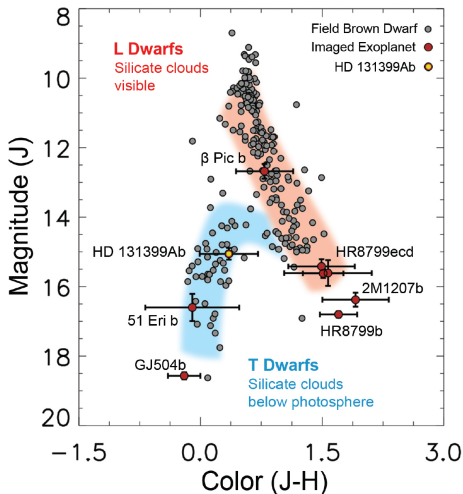 8
10
12
14
16
18
20
Magnitude (J)
−1.5
0.0
1.5
3.0
Color (J-H)
L Dwarfs
Silicate clouds
visible
Field Brown Dwarf
Imaged Exoplanet
HD 131399Ab
β Pic b
HD 131399Ab
HR8799ecd
2M1207b
51 Eri b
HR8799b
GJ504b
T Dwarfs
Silicate clouds
below photosphere